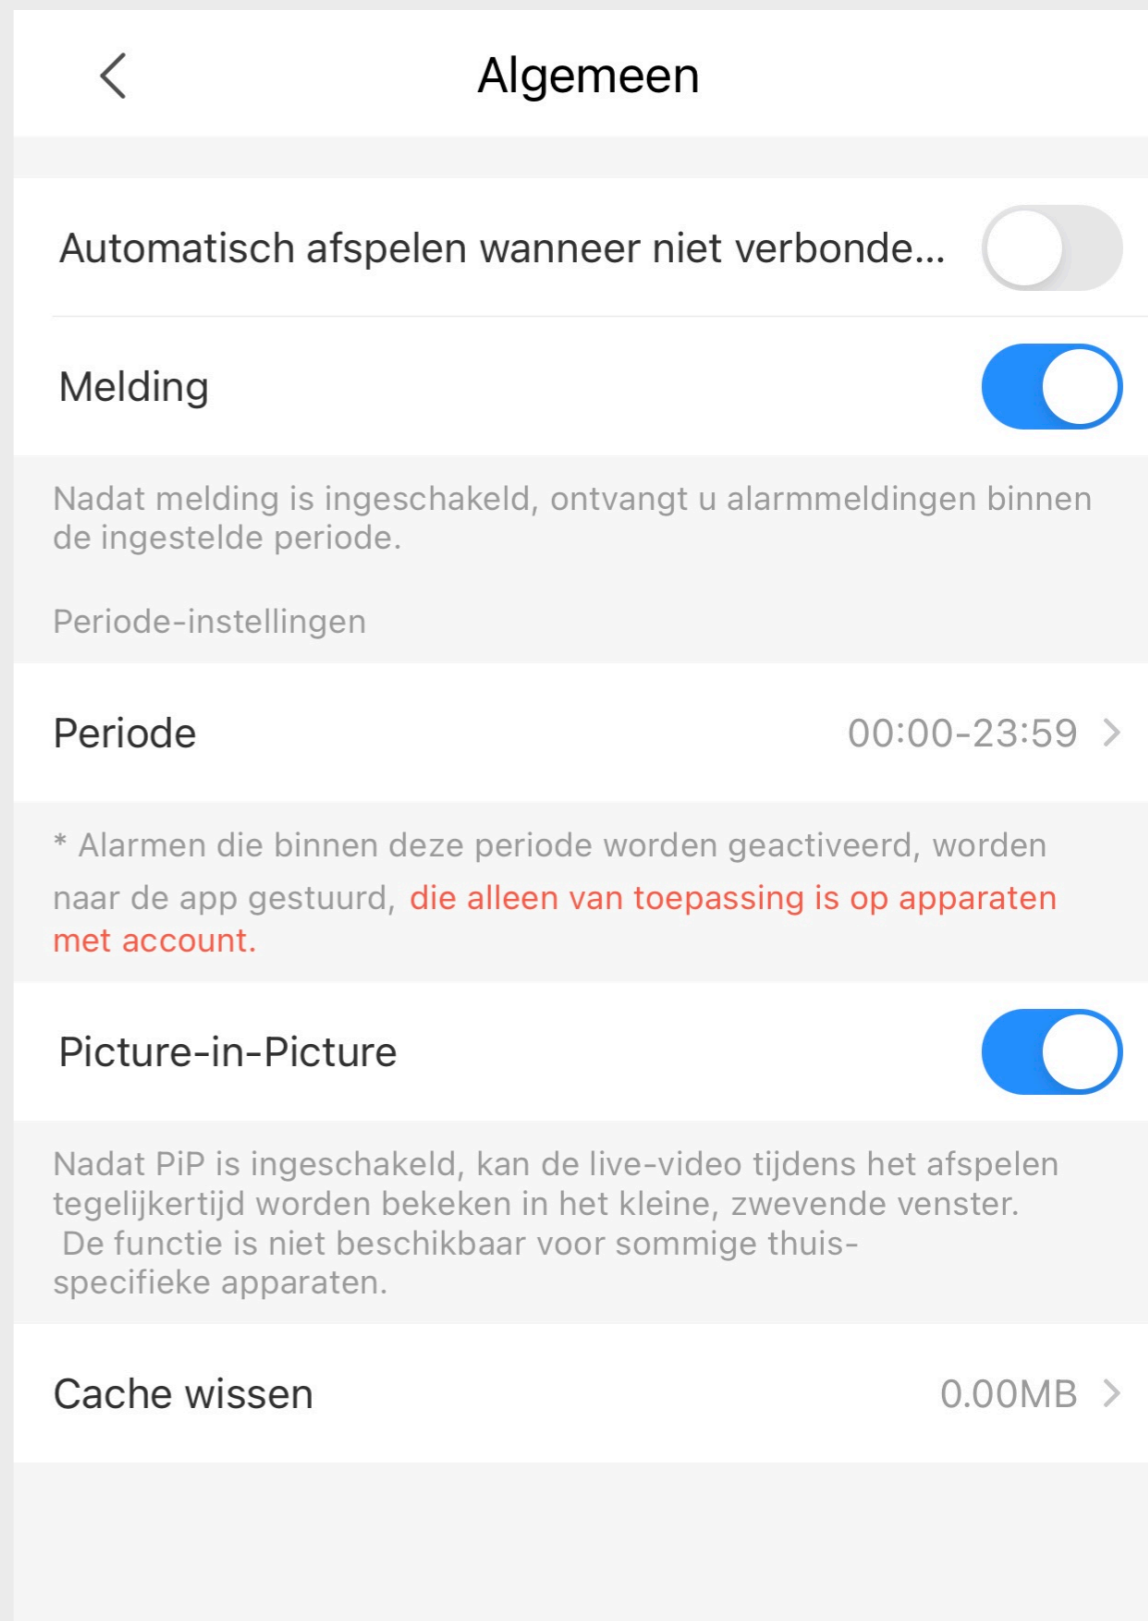 Algemeen
Automatisch afspelen wanneer niet verbonde...
Melding
Nadat melding is ingeschakeld, ontvangt u alarmmeldingen binnen
de ingestelde periode.
Periode-instellingen
Periode 00:00-23:59
* Alarmen die binnen deze periode worden geactiveerd, worden
naar de app gestuurd, die alleen van toepassing is op apparaten
met account.
Picture-in-Picture
Nadat PiP is ingeschakeld, kan de live-video tijdens het afspelen
tegelijkertijd worden bekeken in het kleine, zwevende venster.
De functie is niet beschikbaar voor sommige thuis-
specifieke apparaten.
Cache wissen 0.00MB